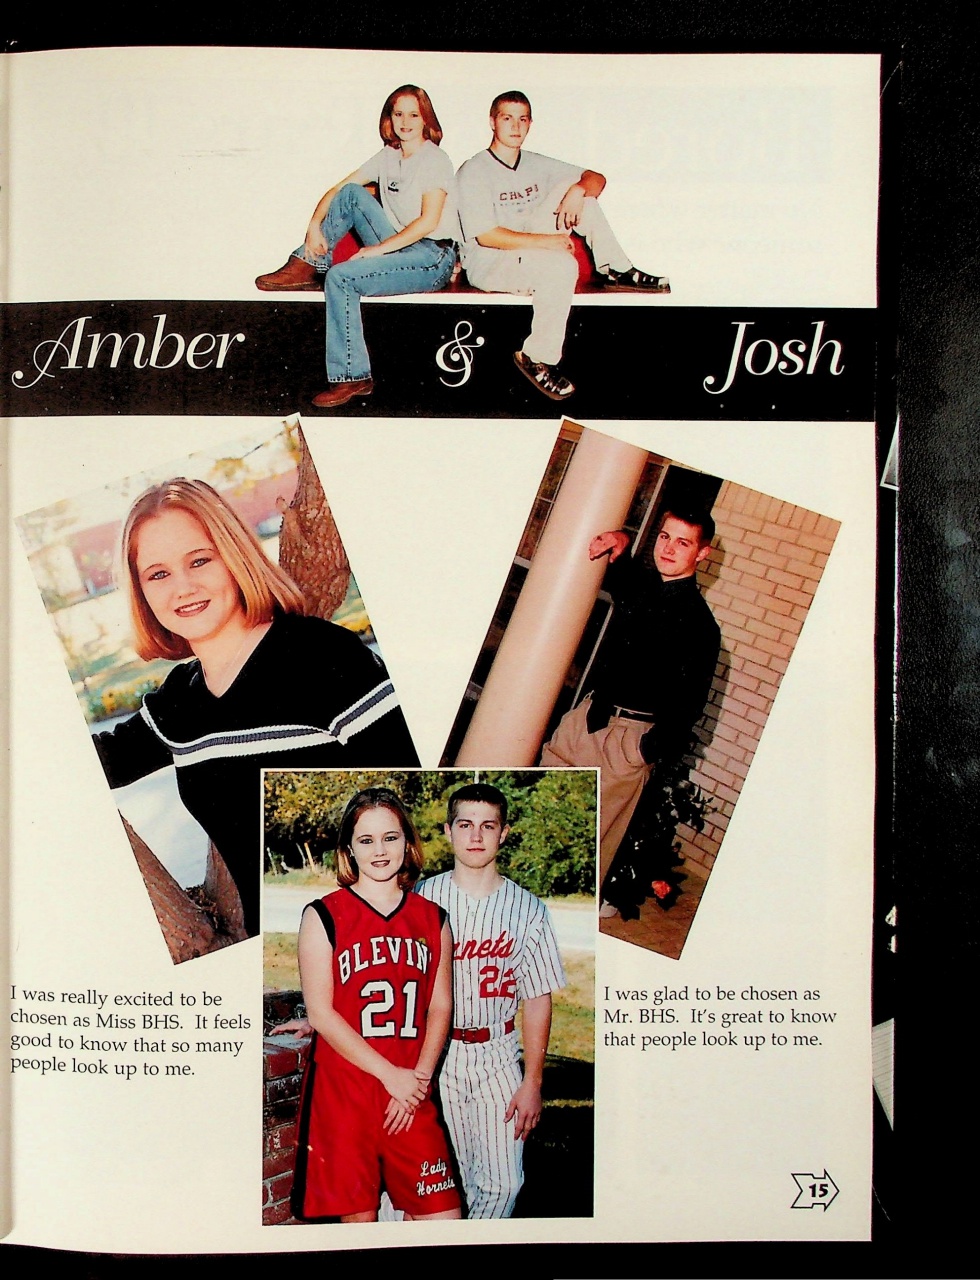 CHAPS
Amber & Josh
BLEVIN
21
nets
22
Lady
Hornets
I was really excited to be
chosen as Miss BHS. It feels
good to know that so many
people look up to me.
I was glad to be chosen as
Mr. BHS. It's great to know
that people look up to me.
15